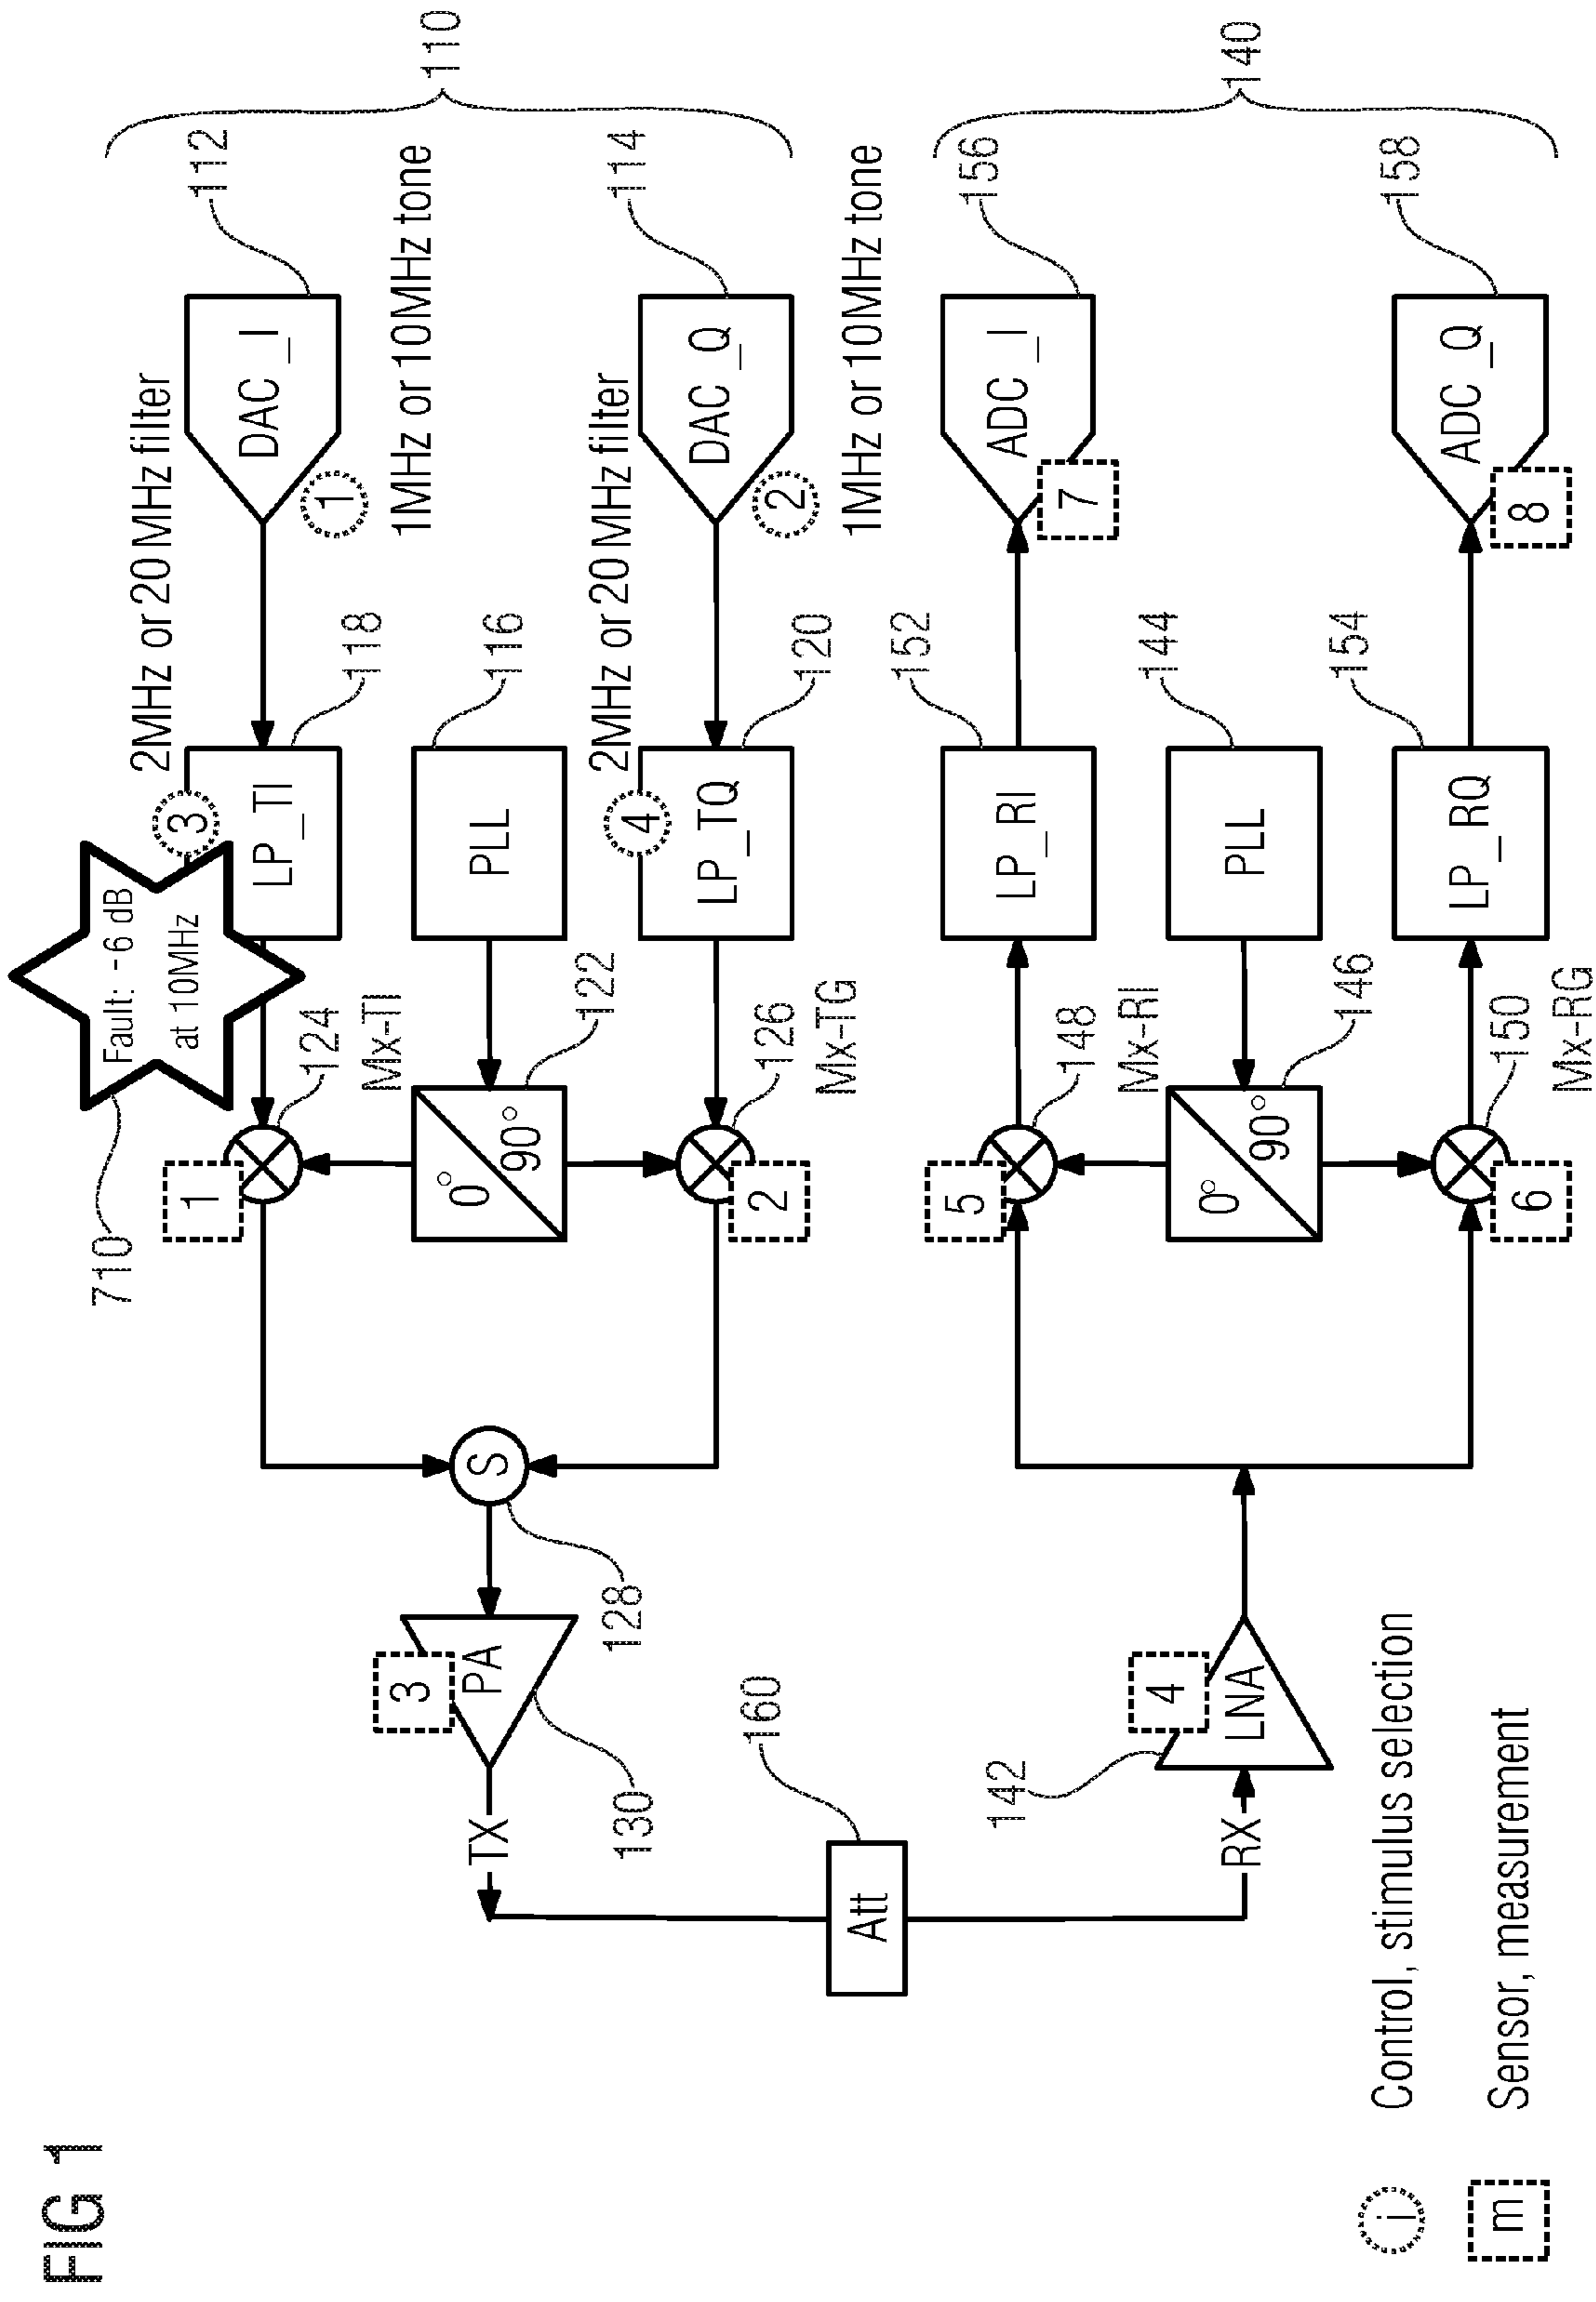 FIG 1
710
Fault: -6 dB
at 10MHz
2MHz or 20 MHz filter
3
LP_TI
118
DAC_I
112
1
1MHz or 10MHz tone
110
1
124
Mx-TI
PLL
116
0°
90°
122
2MHz or 20 MHz filter
4
LP_TQ
120
DAC_Q
114
2
1MHz or 10MHz tone
2
126
Mx-TG
S
128
3
PA
130
TX
Att
160
RX
4
LNA
142
5
148
Mx-RI
LP_RI
152
7
ADC_I
156
140
0°
90°
146
PLL
144
6
150
Mx-RG
LP_RQ
154
8
ADC_Q
158
i
Control, stimulus selection
m
Sensor, measurement